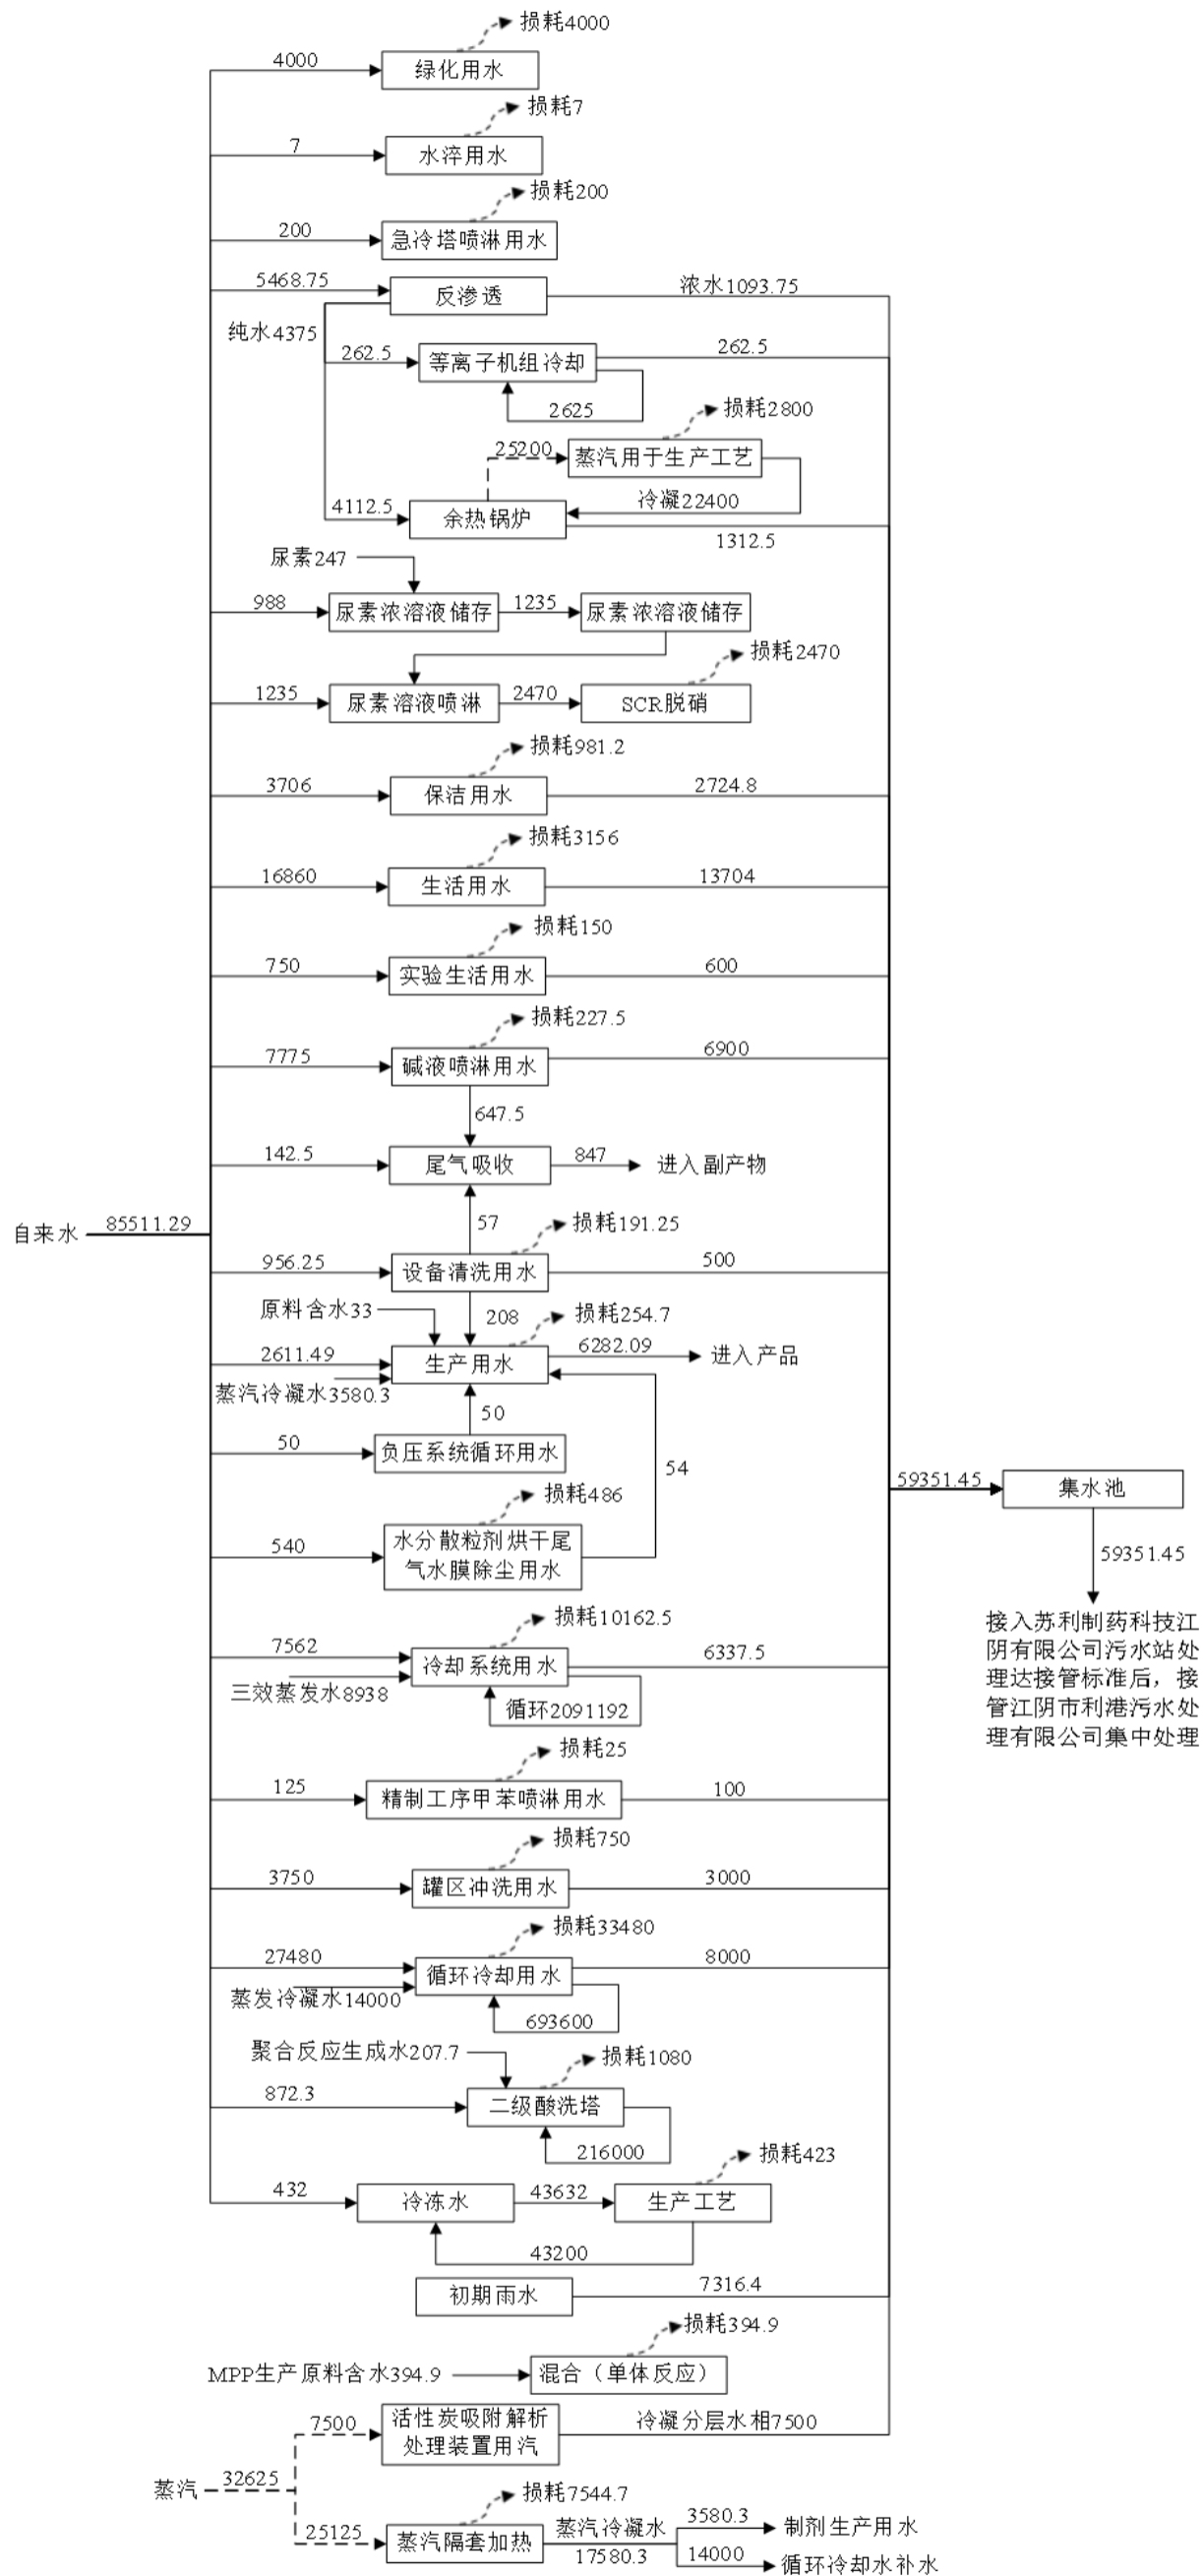 损耗4000
4000
绿化用水
损耗7
7
水淬用水
损耗200
200
急冷塔喷淋用水
5468.75
反渗透
浓水1093.75
纯水4375
262.5
等离子机组冷却
262.5
2625
损耗2800
25200
蒸汽用于生产工艺
冷凝22400
4112.5
余热锅炉
1312.5
尿素247
988
尿素浓溶液储存
1235
尿素浓溶液储存
损耗2470
1235
尿素溶液喷淋
2470
SCR脱硝
损耗981.2
3706
保洁用水
2724.8
损耗3156
16860
生活用水
13704
损耗150
750
实验生活用水
600
损耗227.5
7775
碱液喷淋用水
6900
647.5
142.5
尾气吸收
847
进入副产物
自来水
85511.29
57
损耗191.25
956.25
设备清洗用水
500
原料含水33
208
损耗254.7
2611.49
生产用水
6282.09
进入产品
蒸汽冷凝水3580.3
50
50
负压系统循环用水
54
损耗486
540
水分散粒剂烘干尾
气水膜除尘用水
59351.45
集水池
59351.45
接入苏利制药科技江
阴有限公司污水站处
理达接管标准后，接
管江阴市利港污水处
理有限公司集中处理
损耗10162.5
7562
冷却系统用水
6337.5
三效蒸发水8938
循环2091192
损耗25
125
精制工序甲苯喷淋用水
100
损耗750
3750
罐区冲洗用水
3000
损耗33480
27480
循环冷却用水
8000
蒸发冷凝水14000
693600
聚合反应生成水207.7
损耗1080
872.3
二级酸洗塔
216000
损耗423
432
冷冻水
43632
生产工艺
43200
初期雨水
7316.4
损耗394.9
MPP生产原料含水394.9
混合（单体反应）
7500
活性炭吸附解析
处理装置用汽
冷凝分层水相7500
蒸汽
32625
损耗7544.7
25125
蒸汽隔套加热
蒸汽冷凝水
17580.3
3580.3
制剂生产用水
14000
循环冷却水补水